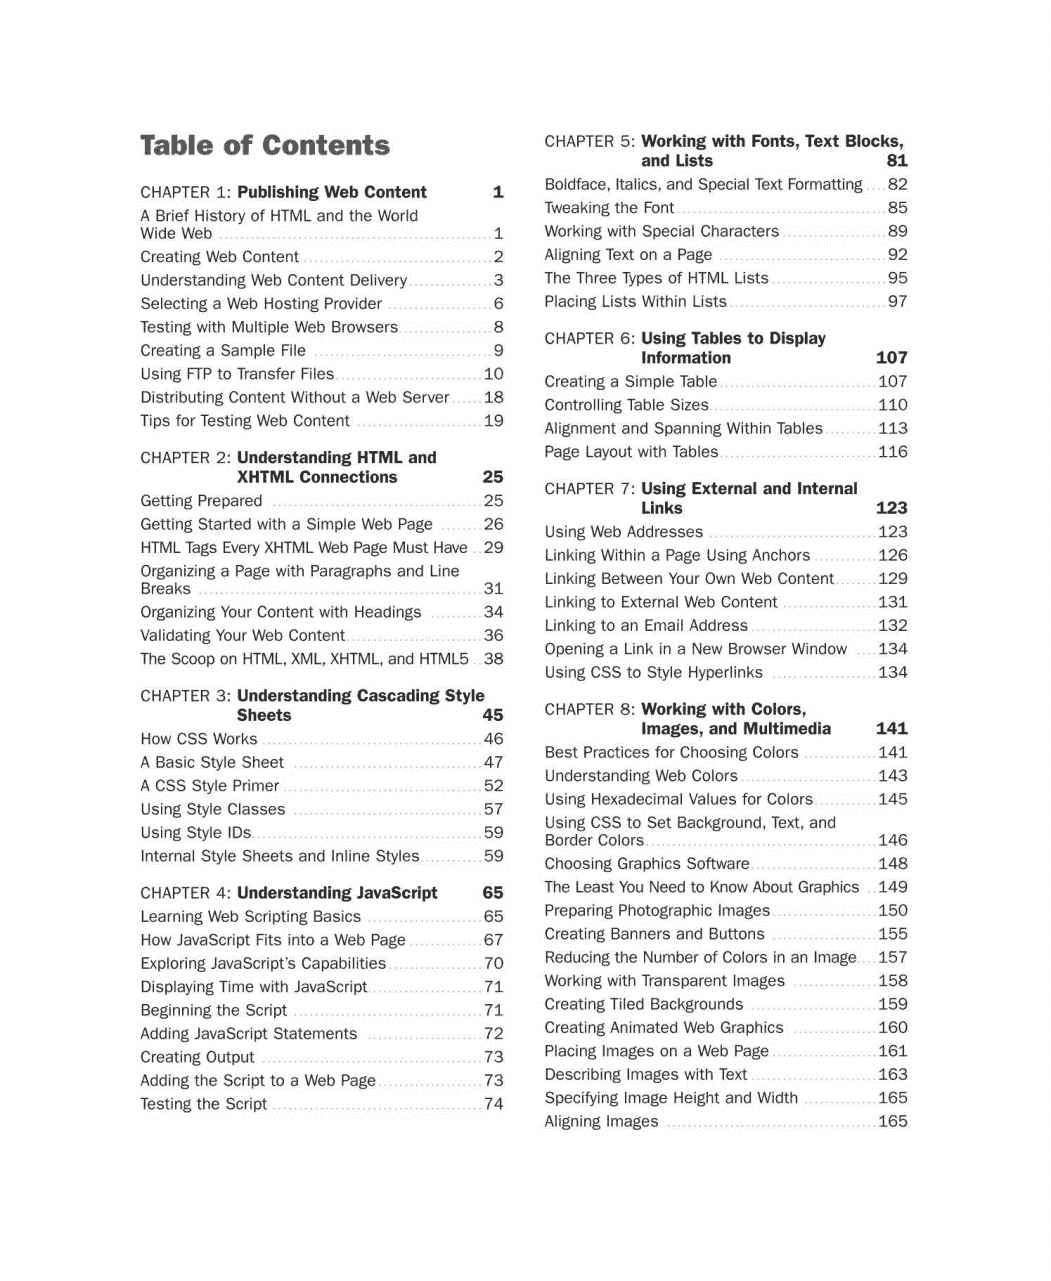 Table of Contents
CHAPTER 1: Publishing Web Content 1
A Brief History of HTML and the World
Wide Web 1
Creating Web Content 2
Understanding Web Content Delivery 3
Selecting a Web Hosting Provider 6
Testing with Multiple Web Browsers 8
Creating a Sample File 9
Using FTP to Transfer Files 10
Distributing Content Without a Web Server 18
Tips for Testing Web Content 19
CHAPTER 2: Understanding HTML and
XHTML Connections 25
Getting Prepared 25
Getting Started with a Simple Web Page 26
HTML Tags Every XHTML Web Page Must Have 29
Organizing a Page with Paragraphs and Line
Breaks 31
Organizing Your Content with Headings 34
Validating Your Web Content 36
The Scoop on HTML, XML, XHTML, and HTML5 38
CHAPTER 3: Understanding Cascading Style
Sheets 45
How CSS Works 46
A Basic Style Sheet 47
A CSS Style Primer 52
Using Style Classes 57
Using Style IDs 59
Internal Style Sheets and Inline Styles 59
CHAPTER 4: Understanding JavaScript 65
Learning Web Scripting Basics 65
How JavaScript Fits into a Web Page 67
Exploring JavaScript's Capabilities 70
Displaying Time with JavaScript 71
Beginning the Script 71
Adding JavaScript Statements 72
Creating Output 73
Adding the Script to a Web Page 73
Testing the Script 74
CHAPTER 5: Working with Fonts, Text Blocks,
and Lists 81
Boldface, Italics, and Special Text Formatting 82
Tweaking the Font 85
Working with Special Characters 89
Aligning Text on a Page 92
The Three Types of HTML Lists 95
Placing Lists Within Lists 97
CHAPTER 6: Using Tables to Display
Information 107
Creating a Simple Table 107
Controlling Table Sizes 110
Alignment and Spanning Within Tables 113
Page Layout with Tables 116
CHAPTER 7: Using External and Internal
Links 123
Using Web Addresses 123
Linking Within a Page Using Anchors 126
Linking Between Your Own Web Content 129
Linking to External Web Content 131
Linking to an Email Address 132
Opening a Link in a New Browser Window 134
Using CSS to Style Hyperlinks 134
CHAPTER 8: Working with Colors,
Images, and Multimedia 141
Best Practices for Choosing Colors 141
Understanding Web Colors 143
Using Hexadecimal Values for Colors 145
Using CSS to Set Background, Text, and
Border Colors 146
Choosing Graphics Software 148
The Least You Need to Know About Graphics 149
Preparing Photographic Images 150
Creating Banners and Buttons 155
Reducing the Number of Colors in an Image 157
Working with Transparent Images 158
Creating Tiled Backgrounds 159
Creating Animated Web Graphics 160
Placing Images on a Web Page 161
Describing Images with Text 163
Specifying Image Height and Width 165
Aligning Images 165